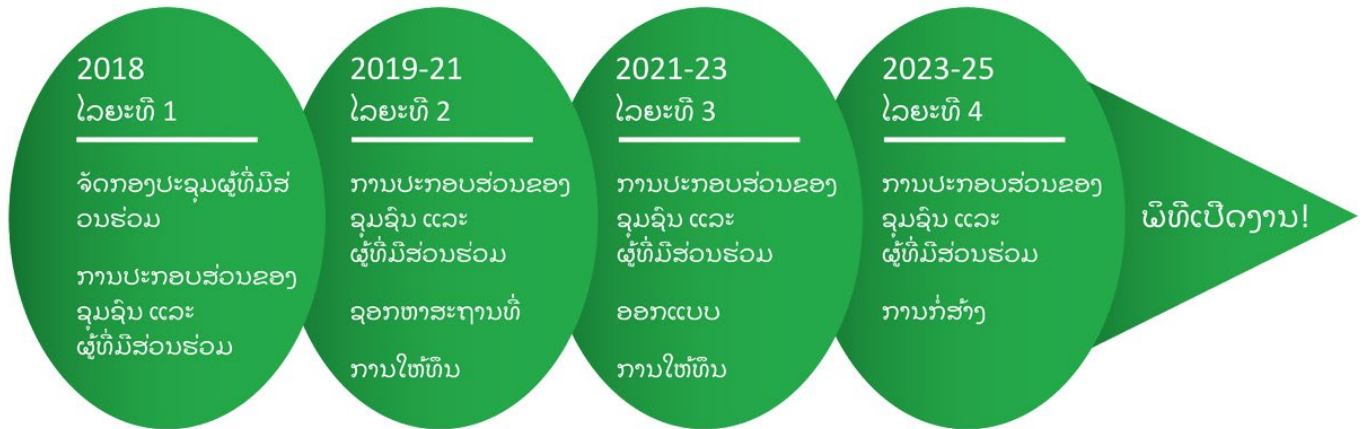 2018
ໄລຍະທີ 1
ຈັດກອງປະຊຸມຜູ້ທີ່ມີສ່
ວນຮ່ວມ
ການປະກອບສ່ວນຂອງ
ຊຸມຊົນ ແລະ
ຜູ້ທີ່ມີສ່ວນຮ່ວມ
2019-21
ໄລຍະທີ 2
ການປະກອບສ່ວນຂອງ
ຊຸມຊົນ ແລະ
ຜູ້ທີ່ມີສ່ວນຮ່ວມ
ຊອກຫາສະຖານທີ່
ການໃຫ້ທຶນ
2021-23
ໄລຍະທີ 3
ການປະກອບສ່ວນຂອງ
ຊຸມຊົນ ແລະ
ຜູ້ທີ່ມີສ່ວນຮ່ວມ
ອອກແບບ
ການໃຫ້ທຶນ
2023-25
ໄລຍະທີ 4
ການປະກອບສ່ວນຂອງ
ຊຸມຊົນ ແລະ
ຜູ້ທີ່ມີສ່ວນຮ່ວມ
ການກໍ່ສ້າງ
ພິທີເປີດງານ!